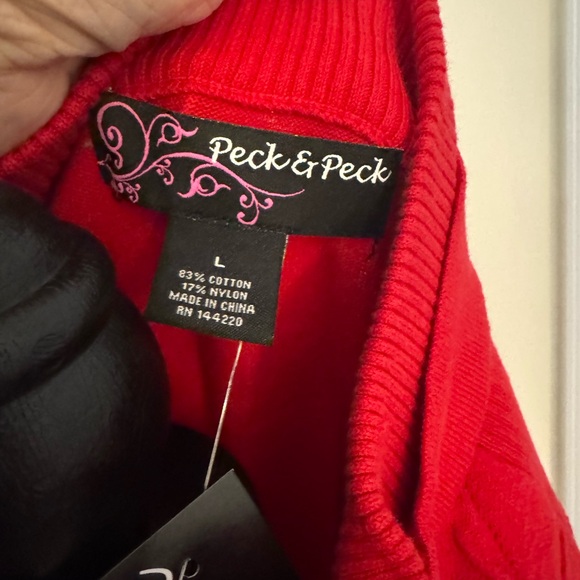 Peck & Peck
L
83% COTTON
17% NYLON
MADE IN CHINA
RN 144220